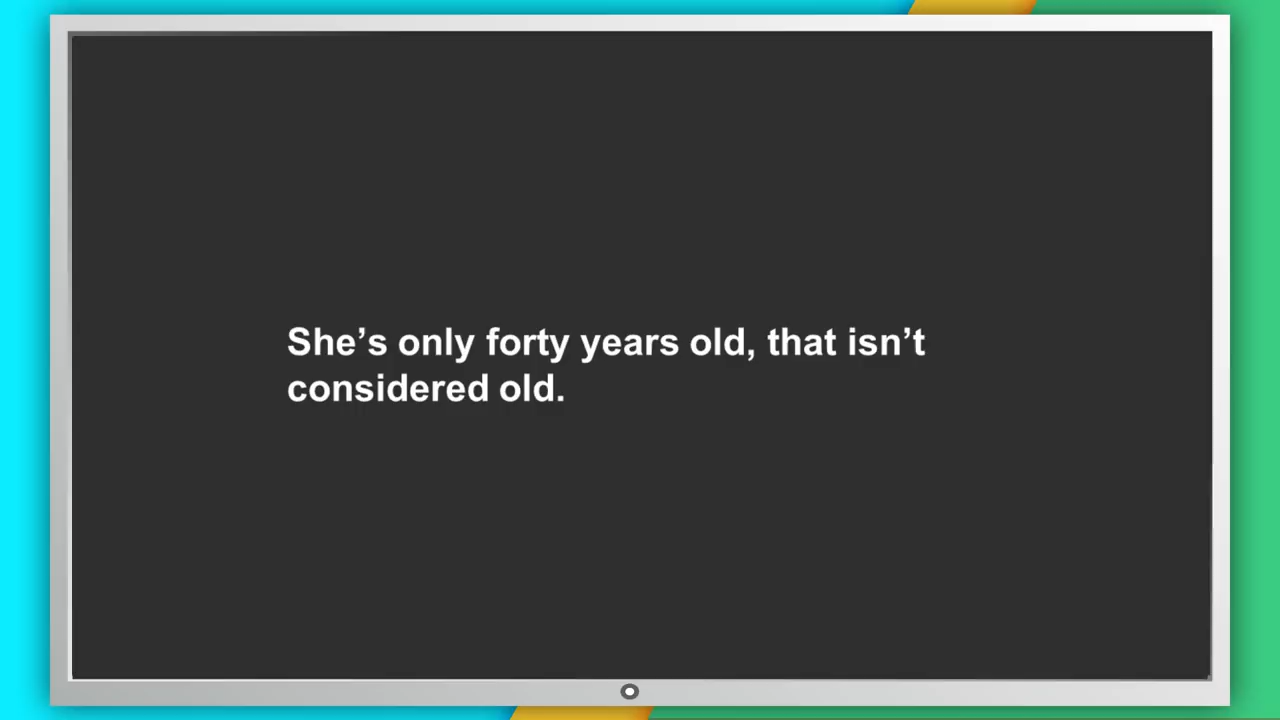 She’s only forty years old, that isn’t
considered old.